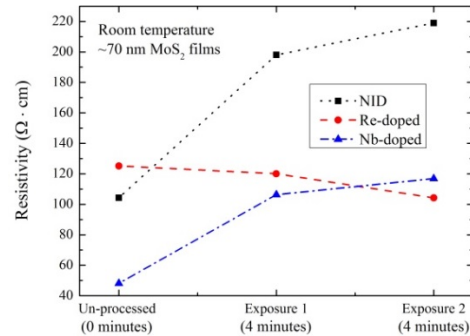 Room temperature
~70 nm MoS₂ films
NID
Re-doped
Nb-doped
Resistivity (Ω · cm)
220
200
180
160
140
120
100
80
60
40
Un-processed Exposure 1 Exposure 2
(0 minutes) (4 minutes) (4 minutes)